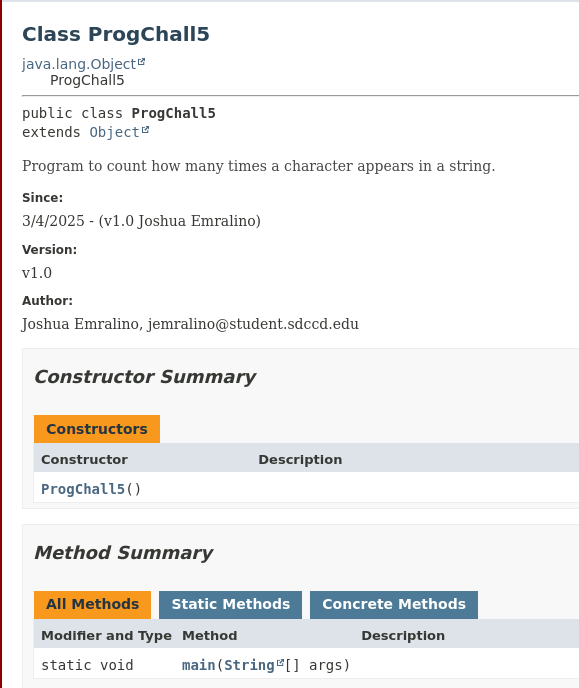 Class ProgChall5
java.lang.Object
ProgChall5
public class ProgChall5
extends Object
Program to count how many times a character appears in a string.
Since:
3/4/2025 - (v1.0 Joshua Emralino)
Version:
v1.0
Author:
Joshua Emralino, jemralino@student.sdccd.edu
Constructor Summary
Constructors
Constructor Description
ProgChall5()
Method Summary
All Methods Static Methods Concrete Methods
Modifier and Type Method Description
static void main(String[] args)